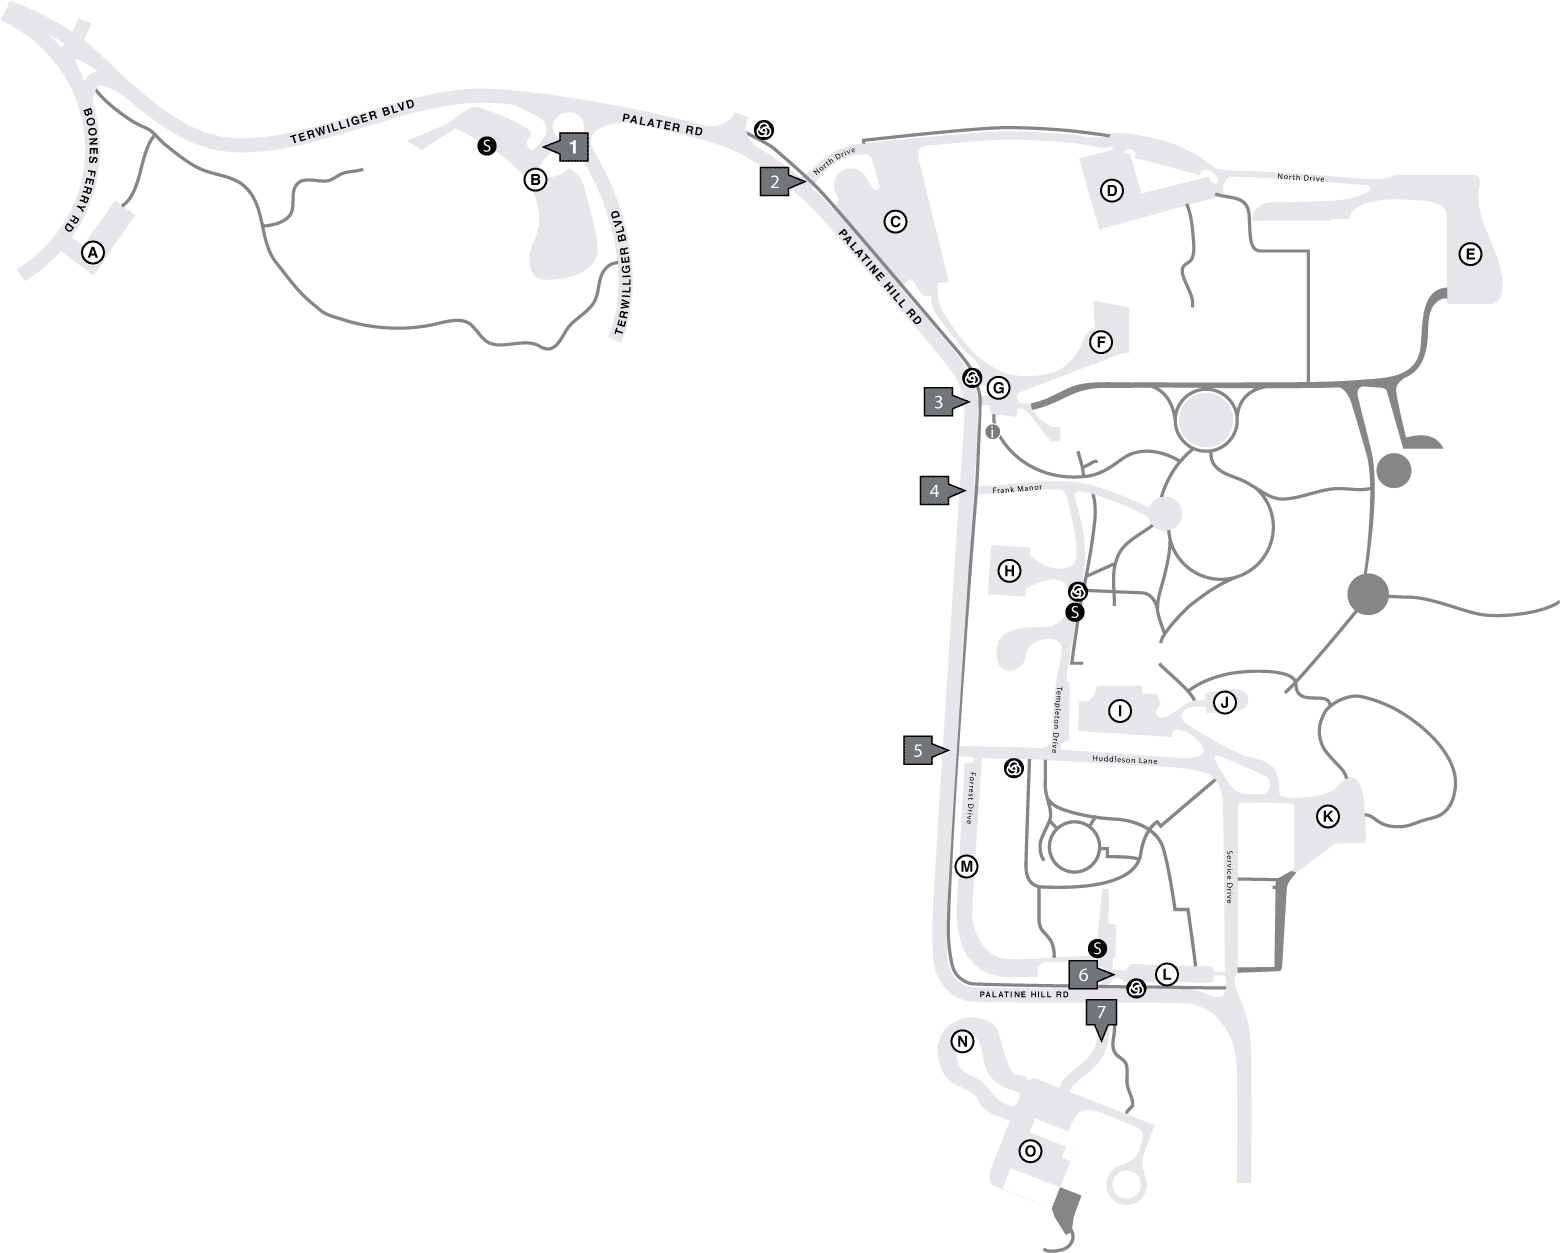 TERWILLIGER BLVD
PALATER RD
BOONES FERRY RD
S
1
B
2
North Drive
D
North Drive
C
A
TERWILLIGER BLVD
PALATINE HILL RD
E
F
G
3
i
4
Frank Manor
H
S
Templeton Drive
J
I
5
Huddleson Lane
Forrest Drive
K
M
Service Drive
S
6
L
PALATINE HILL RD
7
N
O